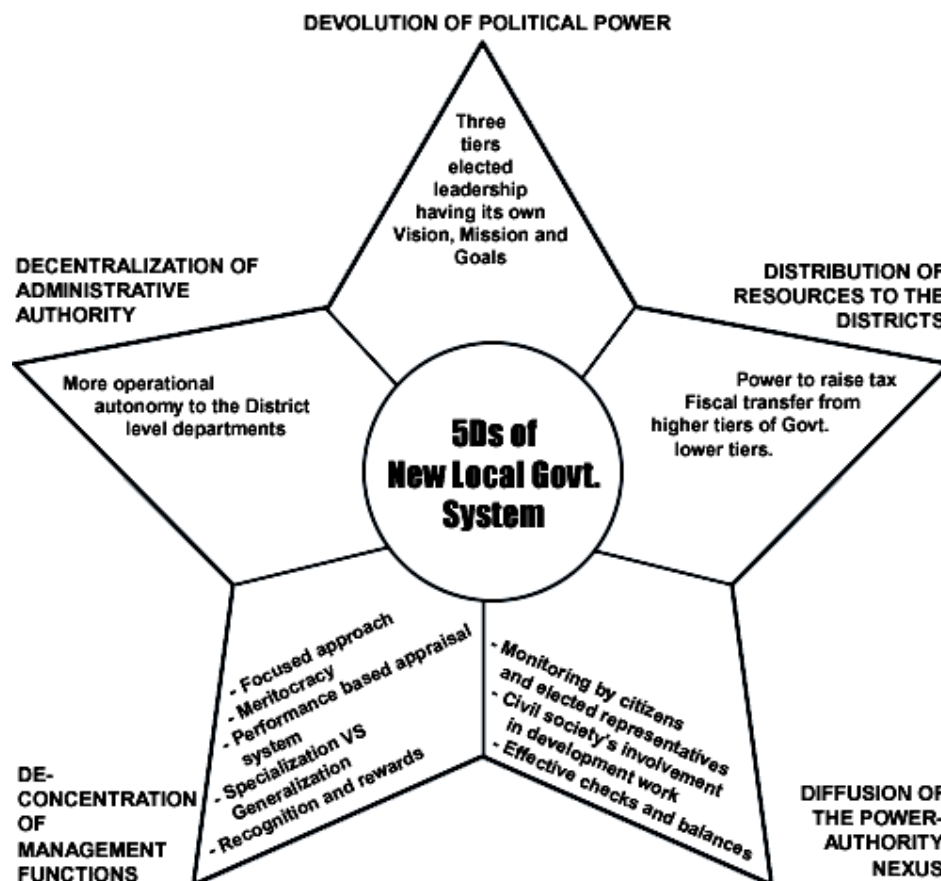 DEVOLUTION OF POLITICAL POWER
Three
tiers
elected
leadership
having its own
Vision, Mission and
Goals
DECENTRALIZATION OF
ADMINISTRATIVE
AUTHORITY
More operational
autonomy to the District
level departments
DISTRIBUTION OF
RESOURCES TO THE
DISTRICTS
Power to raise tax
Fiscal transfer from
higher tiers of Govt.
lower tiers.
5Ds of
New Local Govt.
System
- Focused approach
- Meritocracy
- Performance based appraisal
system
- Specialization VS
Generalization
- Recognition and rewards
DE-
CONCENTRATION
OF
MANAGEMENT
FUNCTIONS
- Monitoring by citizens
and elected representatives
- Civil society's involvement
in development work
- Effective checks and balances
DIFFUSION OF
THE POWER-
AUTHORITY
NEXUS